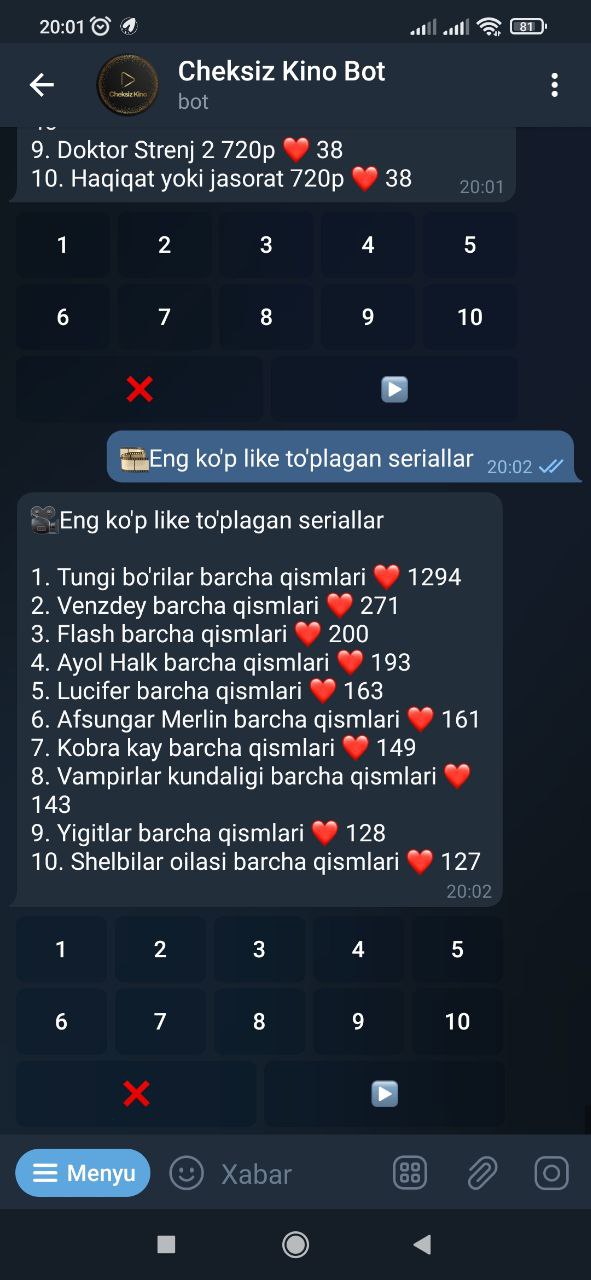 20:01
81
Cheksiz Kino Bot
bot
Cheksiz Kino
9. Doktor Strenj 2 720p ❤️ 38
10. Haqiqat yoki jasorat 720p ❤️ 38
20:01
1 2 3 4 5
6 7 8 9 10
Eng ko'p like to'plagan seriallar
20:02
Eng ko'p like to'plagan seriallar
1. Tungi bo'rilar barcha qismlari ❤️ 1294
2. Venzdey barcha qismlari ❤️ 271
3. Flash barcha qismlari ❤️ 200
4. Ayol Halk barcha qismlari ❤️ 193
5. Lucifer barcha qismlari ❤️ 163
6. Afsungar Merlin barcha qismlari ❤️ 161
7. Kobra kay barcha qismlari ❤️ 149
8. Vampirlar kundaligi barcha qismlari ❤️
143
9. Yigitlar barcha qismlari ❤️ 128
10. Shelbilar oilasi barcha qismlari ❤️ 127
20:02
1 2 3 4 5
6 7 8 9 10
Menyu
Xabar